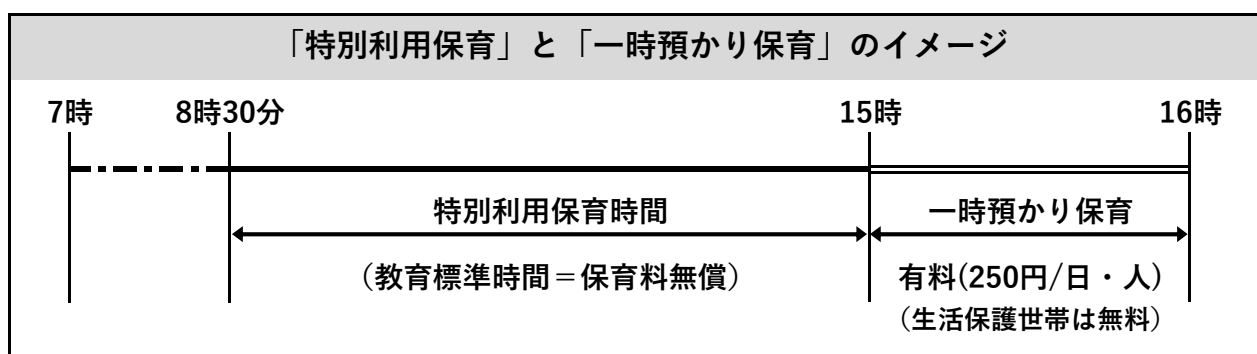 「特別利用保育」と「一時預かり保育」のイメージ
7時 8時30分 15時 16時
特別利用保育時間 一時預かり保育
（教育標準時間＝保育料無償） 有料(250円/日・人)
（生活保護世帯は無料）